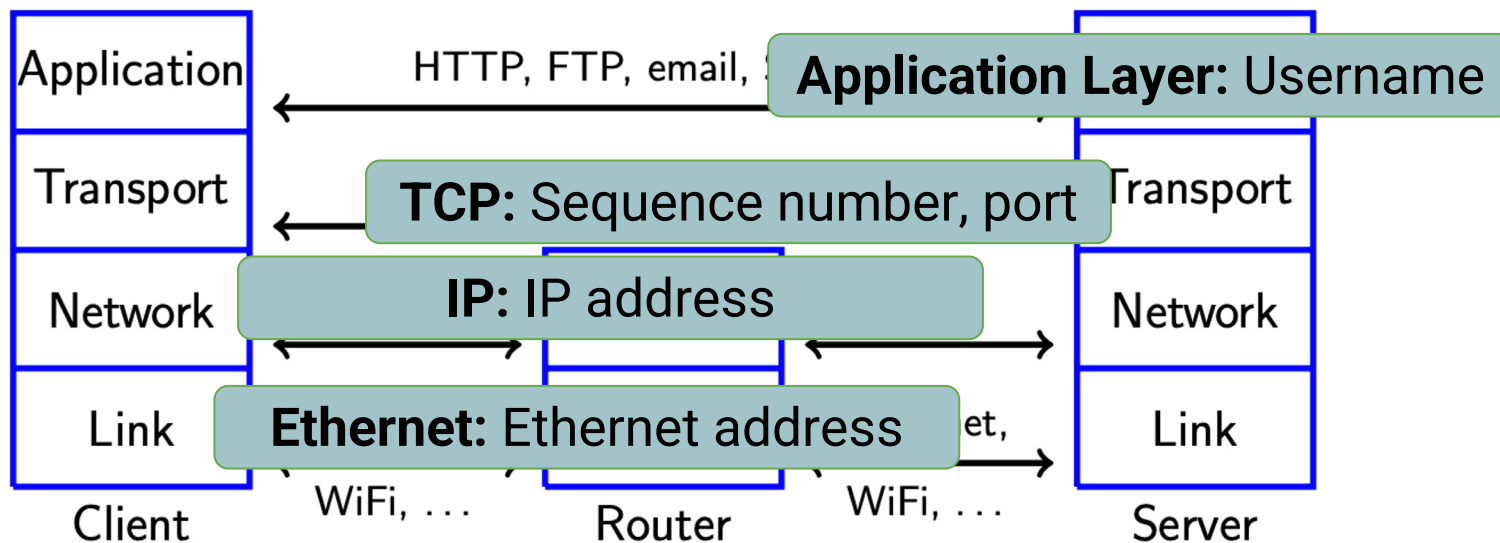 Application
HTTP, FTP, email,
Application Layer: Username
Transport
TCP: Sequence number, port
Transport
Network
IP: IP address
Network
Link
Ethernet: Ethernet address
et,
Link
WiFi, ...
WiFi, ...
Client
Router
Server